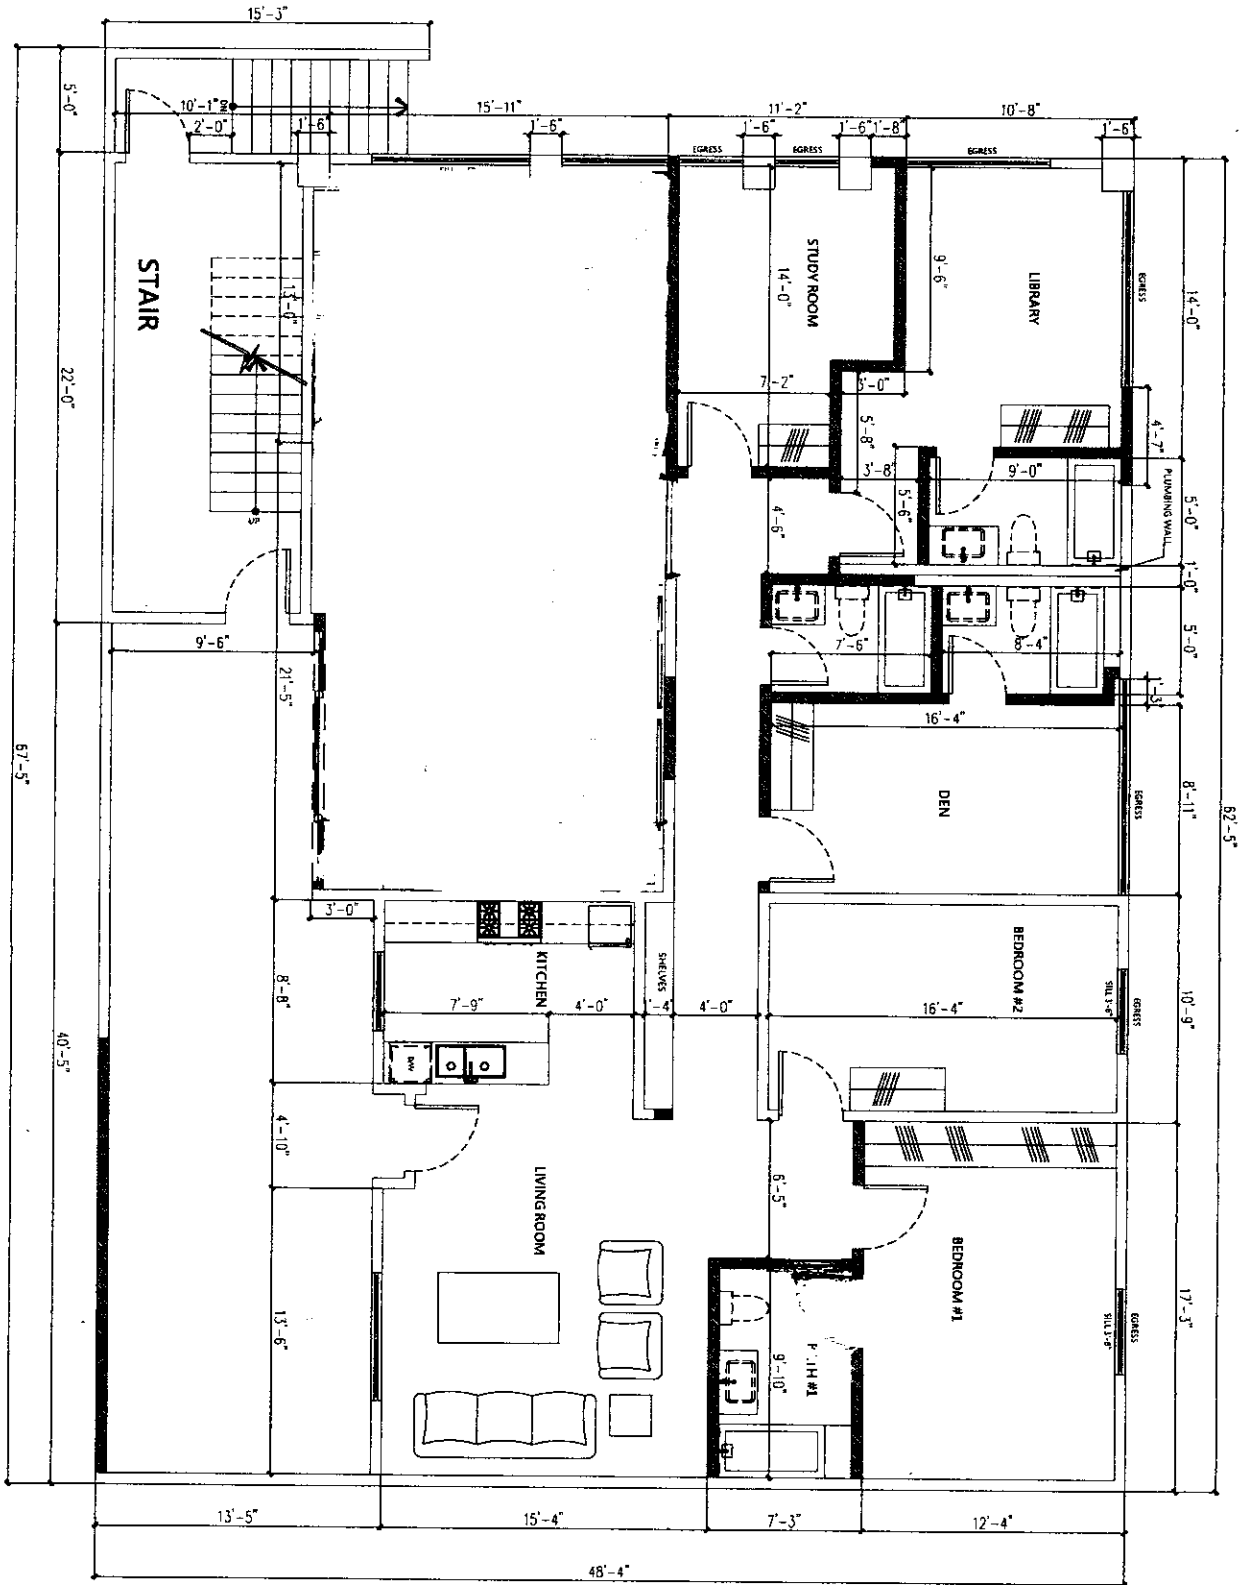 15'-3"
5'-0"
10'-1"
2'-0"
1'-6"
15'-11"
1'-6"
11'-2"
1'-6"
1'-6"
1'-8"
10'-8"
1'-6"
EGRESS
EGRESS
EGRESS
STAIR
13'-0"
UP
22'-0"
STUDY ROOM
14'-0"
9'-6"
LIBRARY
EGRESS
14'-0"
7'-2"
3'-0"
5'-8"
4'-7"
3'-8"
9'-0"
5'-6"
4'-6"
PLUMBING WALL
5'-0"
1'-0"
5'-0"
9'-6"
21'-5"
7'-6"
8'-4"
16'-4"
DEN
EGRESS
8'-11"
62'-5"
67'-5"
40'-5"
3'-0"
8'-8"
KITCHEN
7'-9"
4'-0"
SHELVES
4'-0"
BEDROOM #2
16'-4"
SILL 3'-6"
EGRESS
10'-9"
D/W
4'-10"
LIVING ROOM
6'-5"
BEDROOM #1
SILL 3'-6"
EGRESS
17'-3"
13'-6"
#1
9'-10"
13'-5"
15'-4"
7'-3"
12'-4"
48'-4"